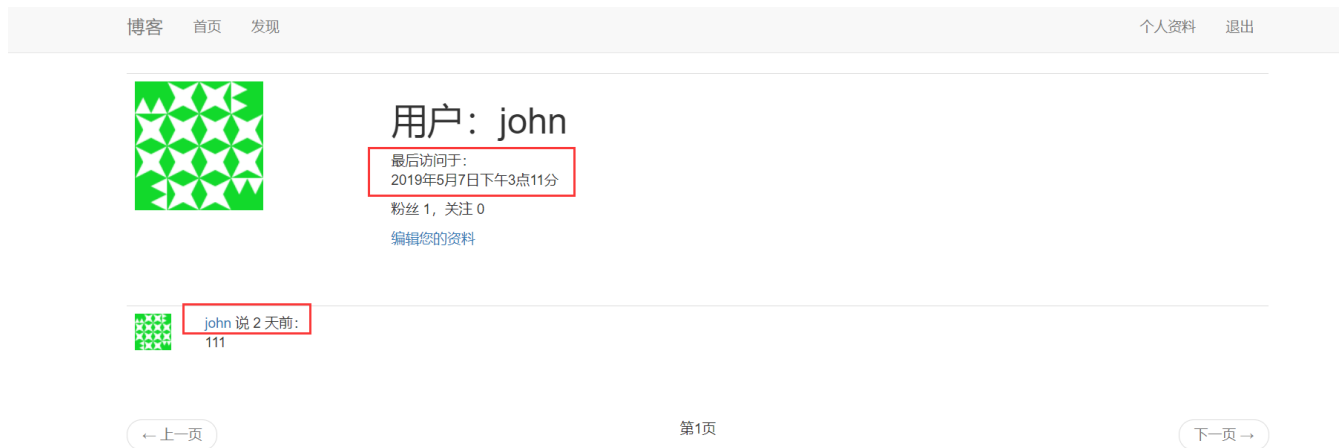 博客 首页 发现 个人资料 退出
用户：john
最后访问于：
2019年5月7日下午3点11分
粉丝 1，关注 0
编辑您的资料
john 说 2 天前：
111
←上一页 第1页 下一页→